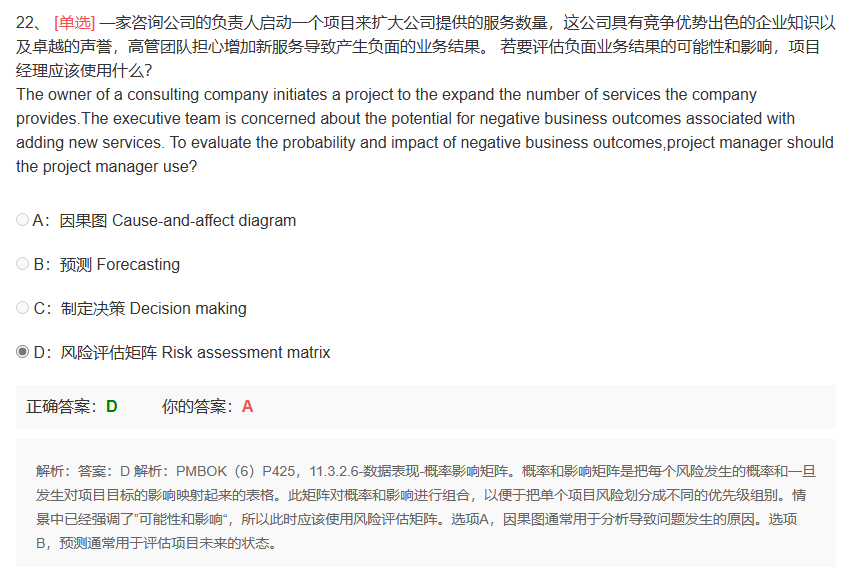 22、 [单选] 一家咨询公司的负责人启动一个项目来扩大公司提供的服务数量，这公司具有竞争优势出色的企业知识以
及卓越的声誉，高管团队担心增加新服务导致产生负面的业务结果。 若要评估负面业务结果的可能性和影响，项目
经理应该使用什么?
The owner of a consulting company initiates a project to the expand the number of services the company
provides.The executive team is concerned about the potential for negative business outcomes associated with
adding new services. To evaluate the probability and impact of negative business outcomes,project manager should
the project manager use?
A：因果图 Cause-and-affect diagram
B：预测 Forecasting
C：制定决策 Decision making
D：风险评估矩阵 Risk assessment matrix
正确答案：D 你的答案：A
解析：答案：D 解析：PMBOK（6）P425，11.3.2.6-数据表现-概率影响矩阵。概率和影响矩阵是把每个风险发生的概率和一旦
发生对项目目标的影响映射起来的表格。此矩阵对概率和影响进行组合，以便于把单个项目风险划分成不同的优先级组别。情
景中已经强调了"可能性和影响"，所以此时应该使用风险评估矩阵。选项A，因果图通常用于分析导致问题发生的原因。选项
B，预测通常用于评估项目未来的状态。